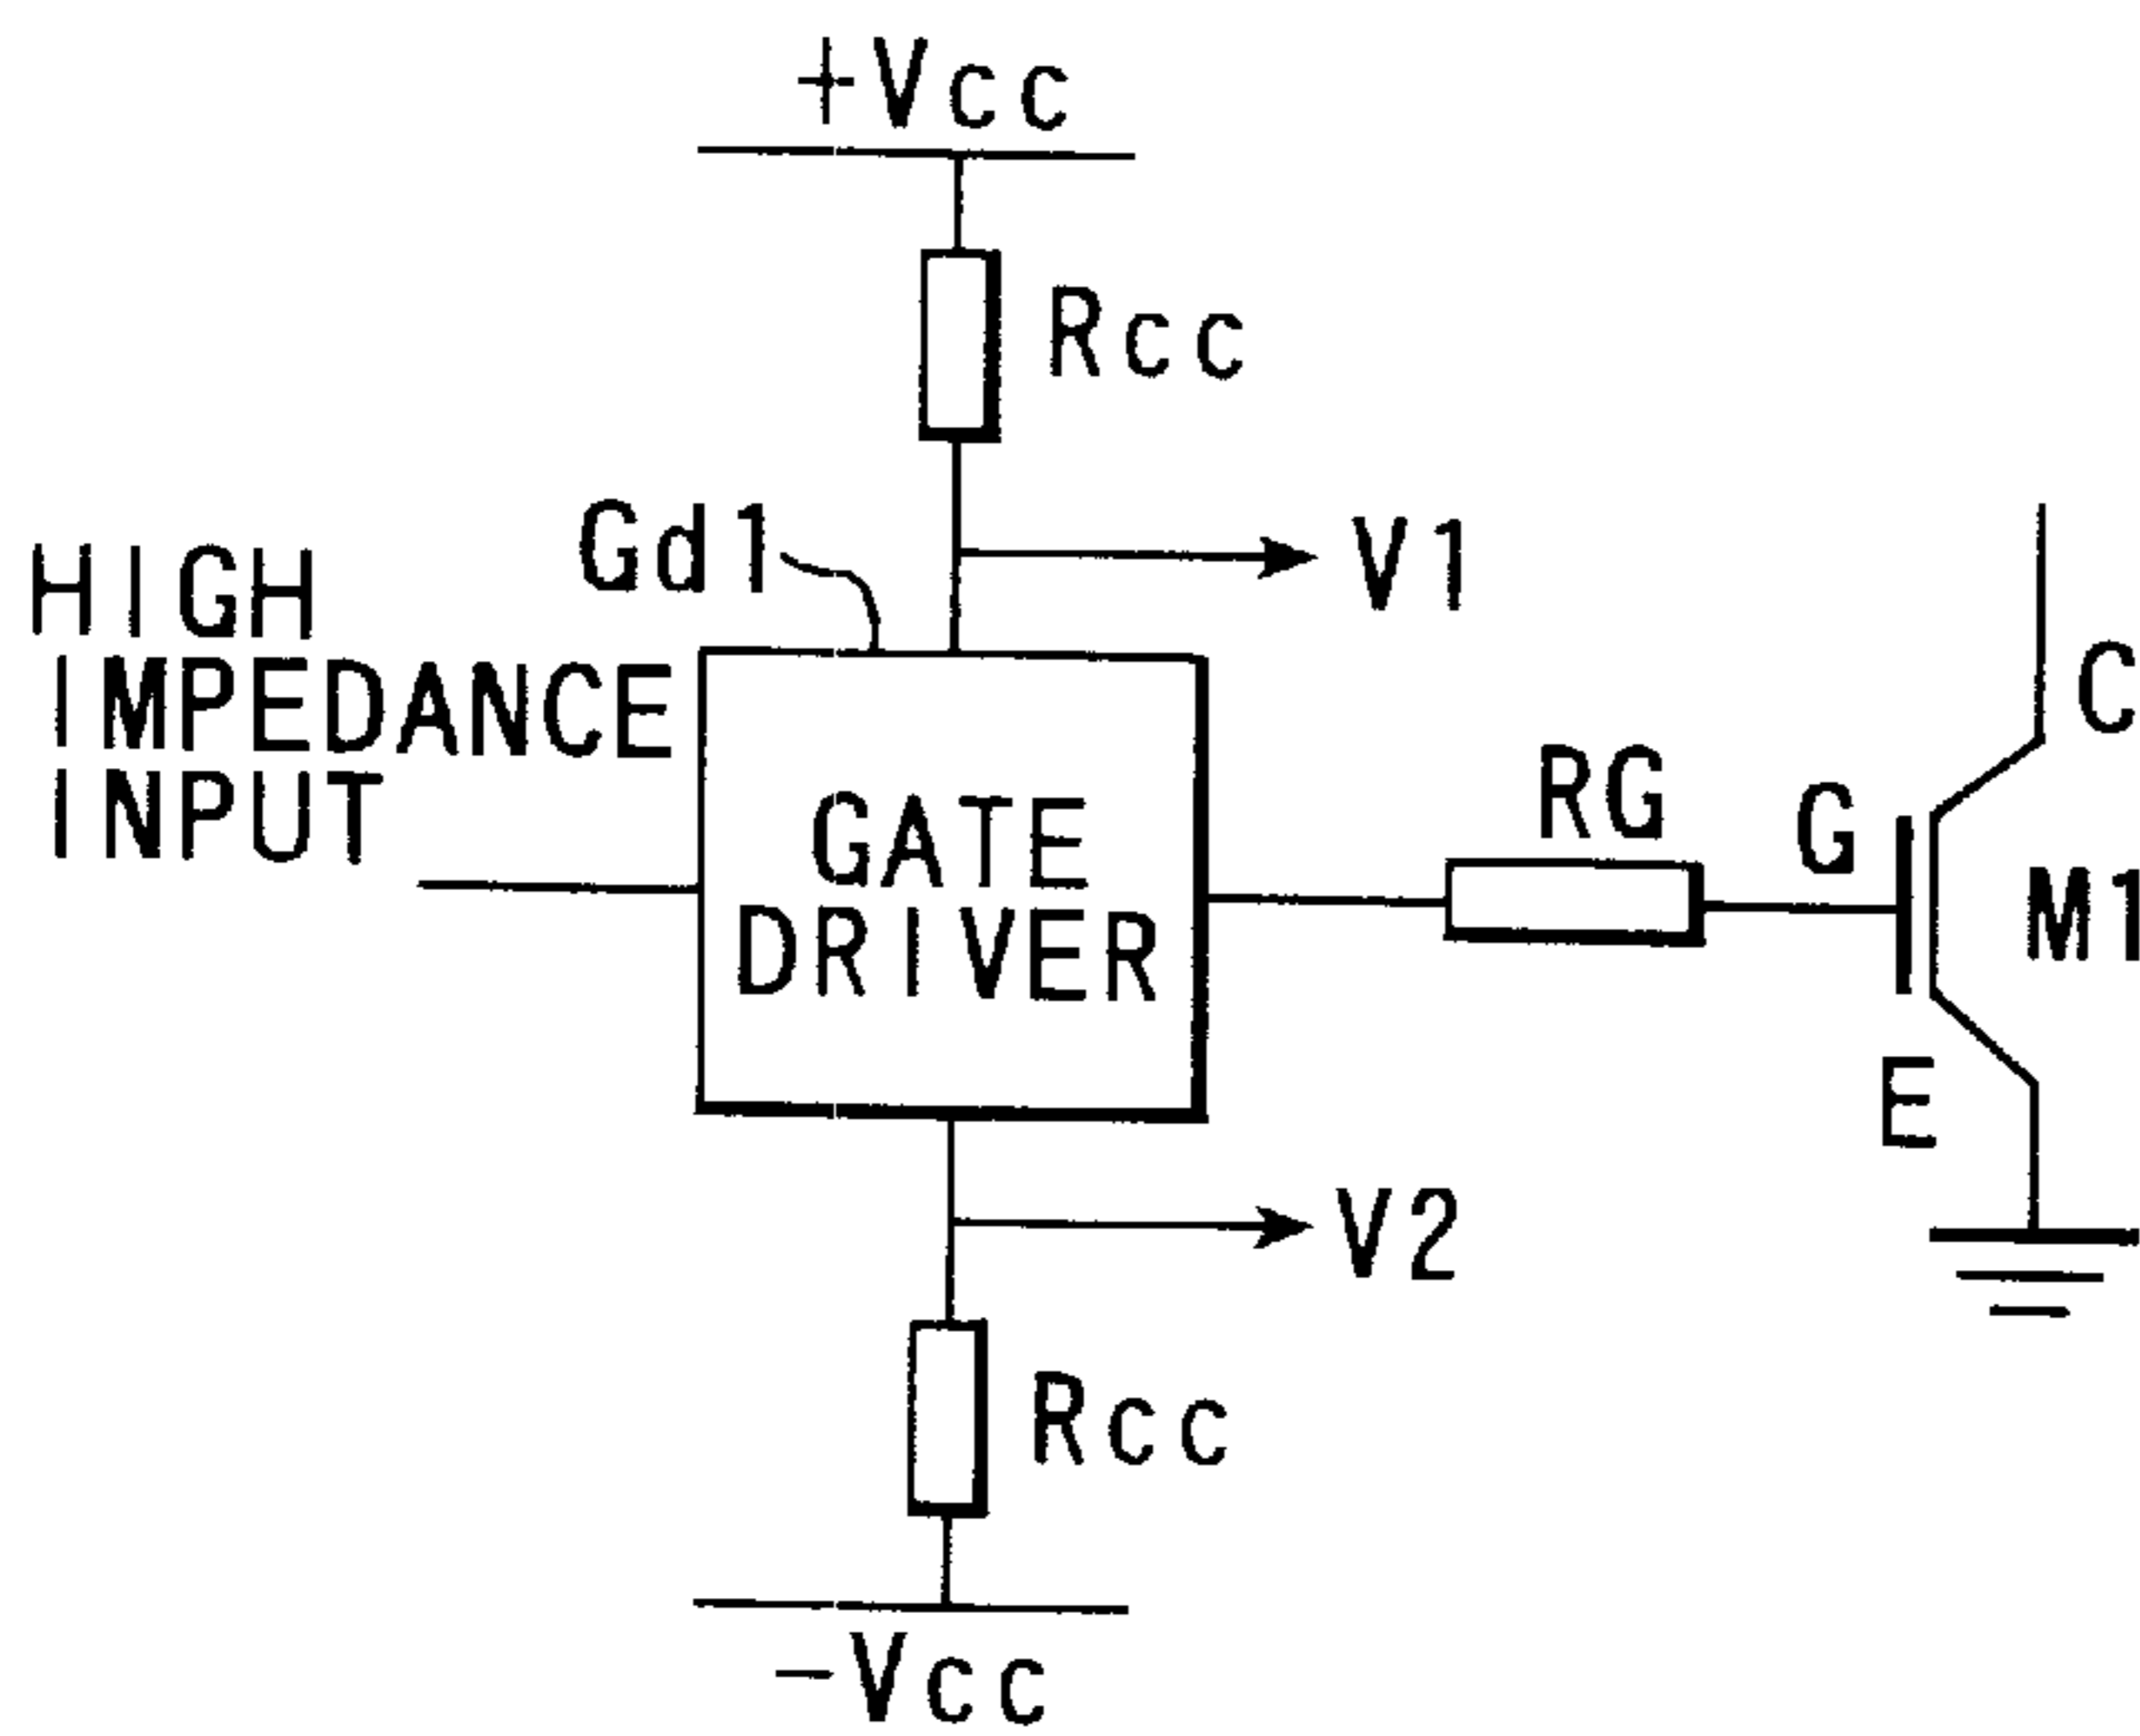 +Vcc
Rcc
Gd1
V1
HIGH
IMPEDANCE
INPUT
GATE
DRIVER
RG
G
C
M1
E
V2
Rcc
-Vcc